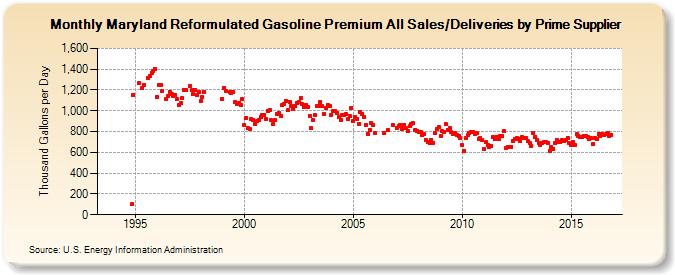 Monthly Maryland Reformulated Gasoline Premium All Sales/Deliveries by Prime Supplier
Thousand Gallons per Day
1,600
1,400
1,200
1,000
800
600
400
200
0
1995 2000 2005 2010 2015
Source: U.S. Energy Information Administration